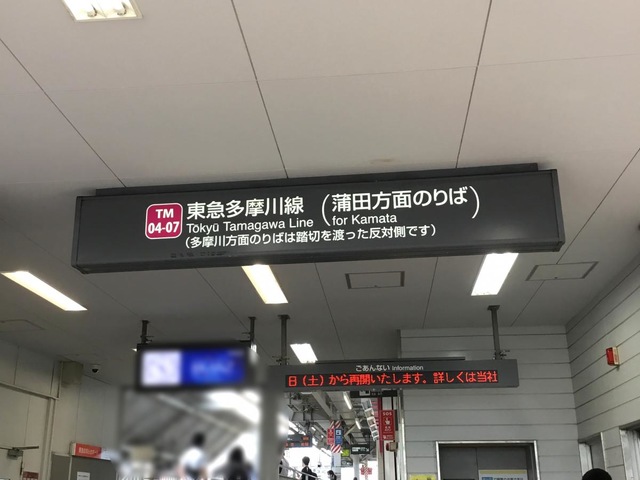 TM
04-07
東急多摩川線
Tōkyū Tamagawa Line
(蒲田方面のりば)
for Kamata
(多摩川方面のりばは踏切を渡った反対側です)
ごあんない Information
日(土)から再開いたします。詳しくは当社
SOS